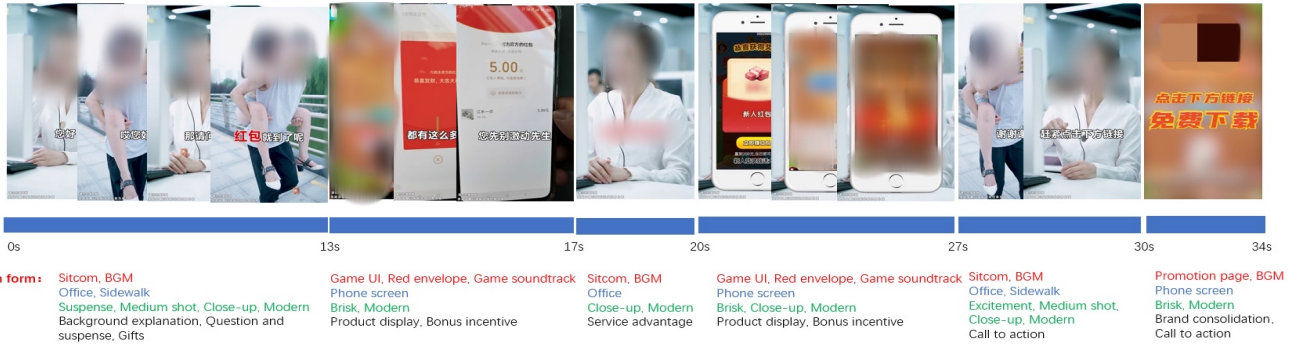 您好
哎您好
那请
红包就到了呢
都有这么多
5.00
您先别激动先生
恭喜获得
新人红包
谢谢
赶紧点击下方链接
点击下方链接
免费下载
0s
13s
17s
20s
27s
30s
34s
form:
Sitcom, BGM
Office, Sidewalk
Suspense, Medium shot, Close-up, Modern
Background explanation, Question and
suspense, Gifts
Game UI, Red envelope, Game soundtrack
Phone screen
Brisk, Modern
Product display, Bonus incentive
Sitcom, BGM
Office
Close-up, Modern
Service advantage
Game UI, Red envelope, Game soundtrack
Phone screen
Brisk, Close-up, Modern
Product display, Bonus incentive
Sitcom, BGM
Office, Sidewalk
Excitement, Medium shot,
Close-up, Modern
Call to action
Promotion page, BGM
Phone screen
Brisk, Modern
Brand consolidation,
Call to action